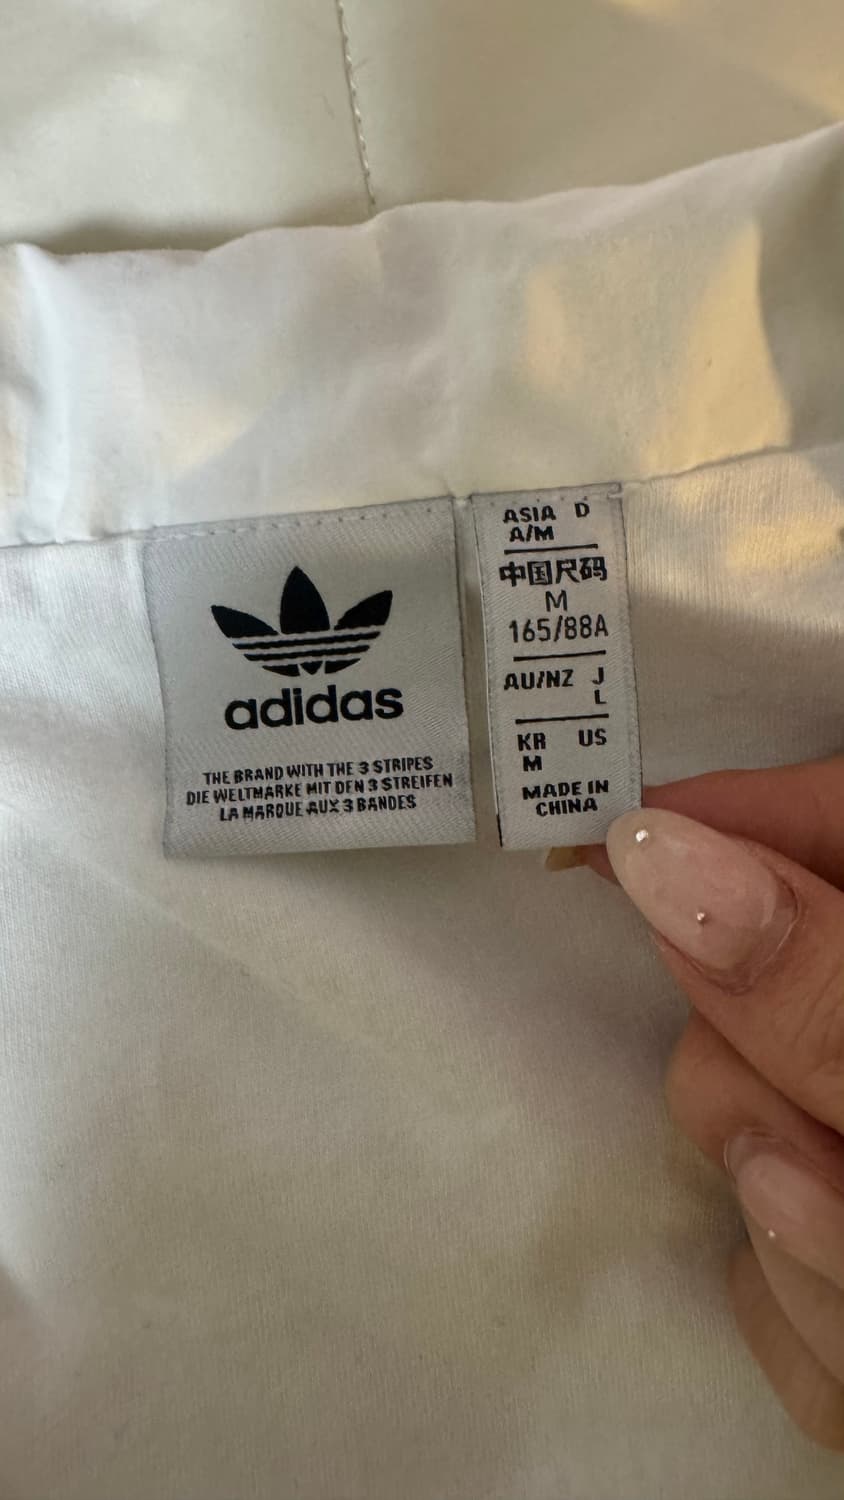 adidas
THE BRAND WITH THE 3 STRIPES
DIE WELTMARKE MIT DEN 3 STREIFEN
LA MARQUE AUX 3 BANDES
ASIA D
A/M
中国尺码
M
165/88A
AU/NZ J
L
KR US
M
MADE IN
CHINA